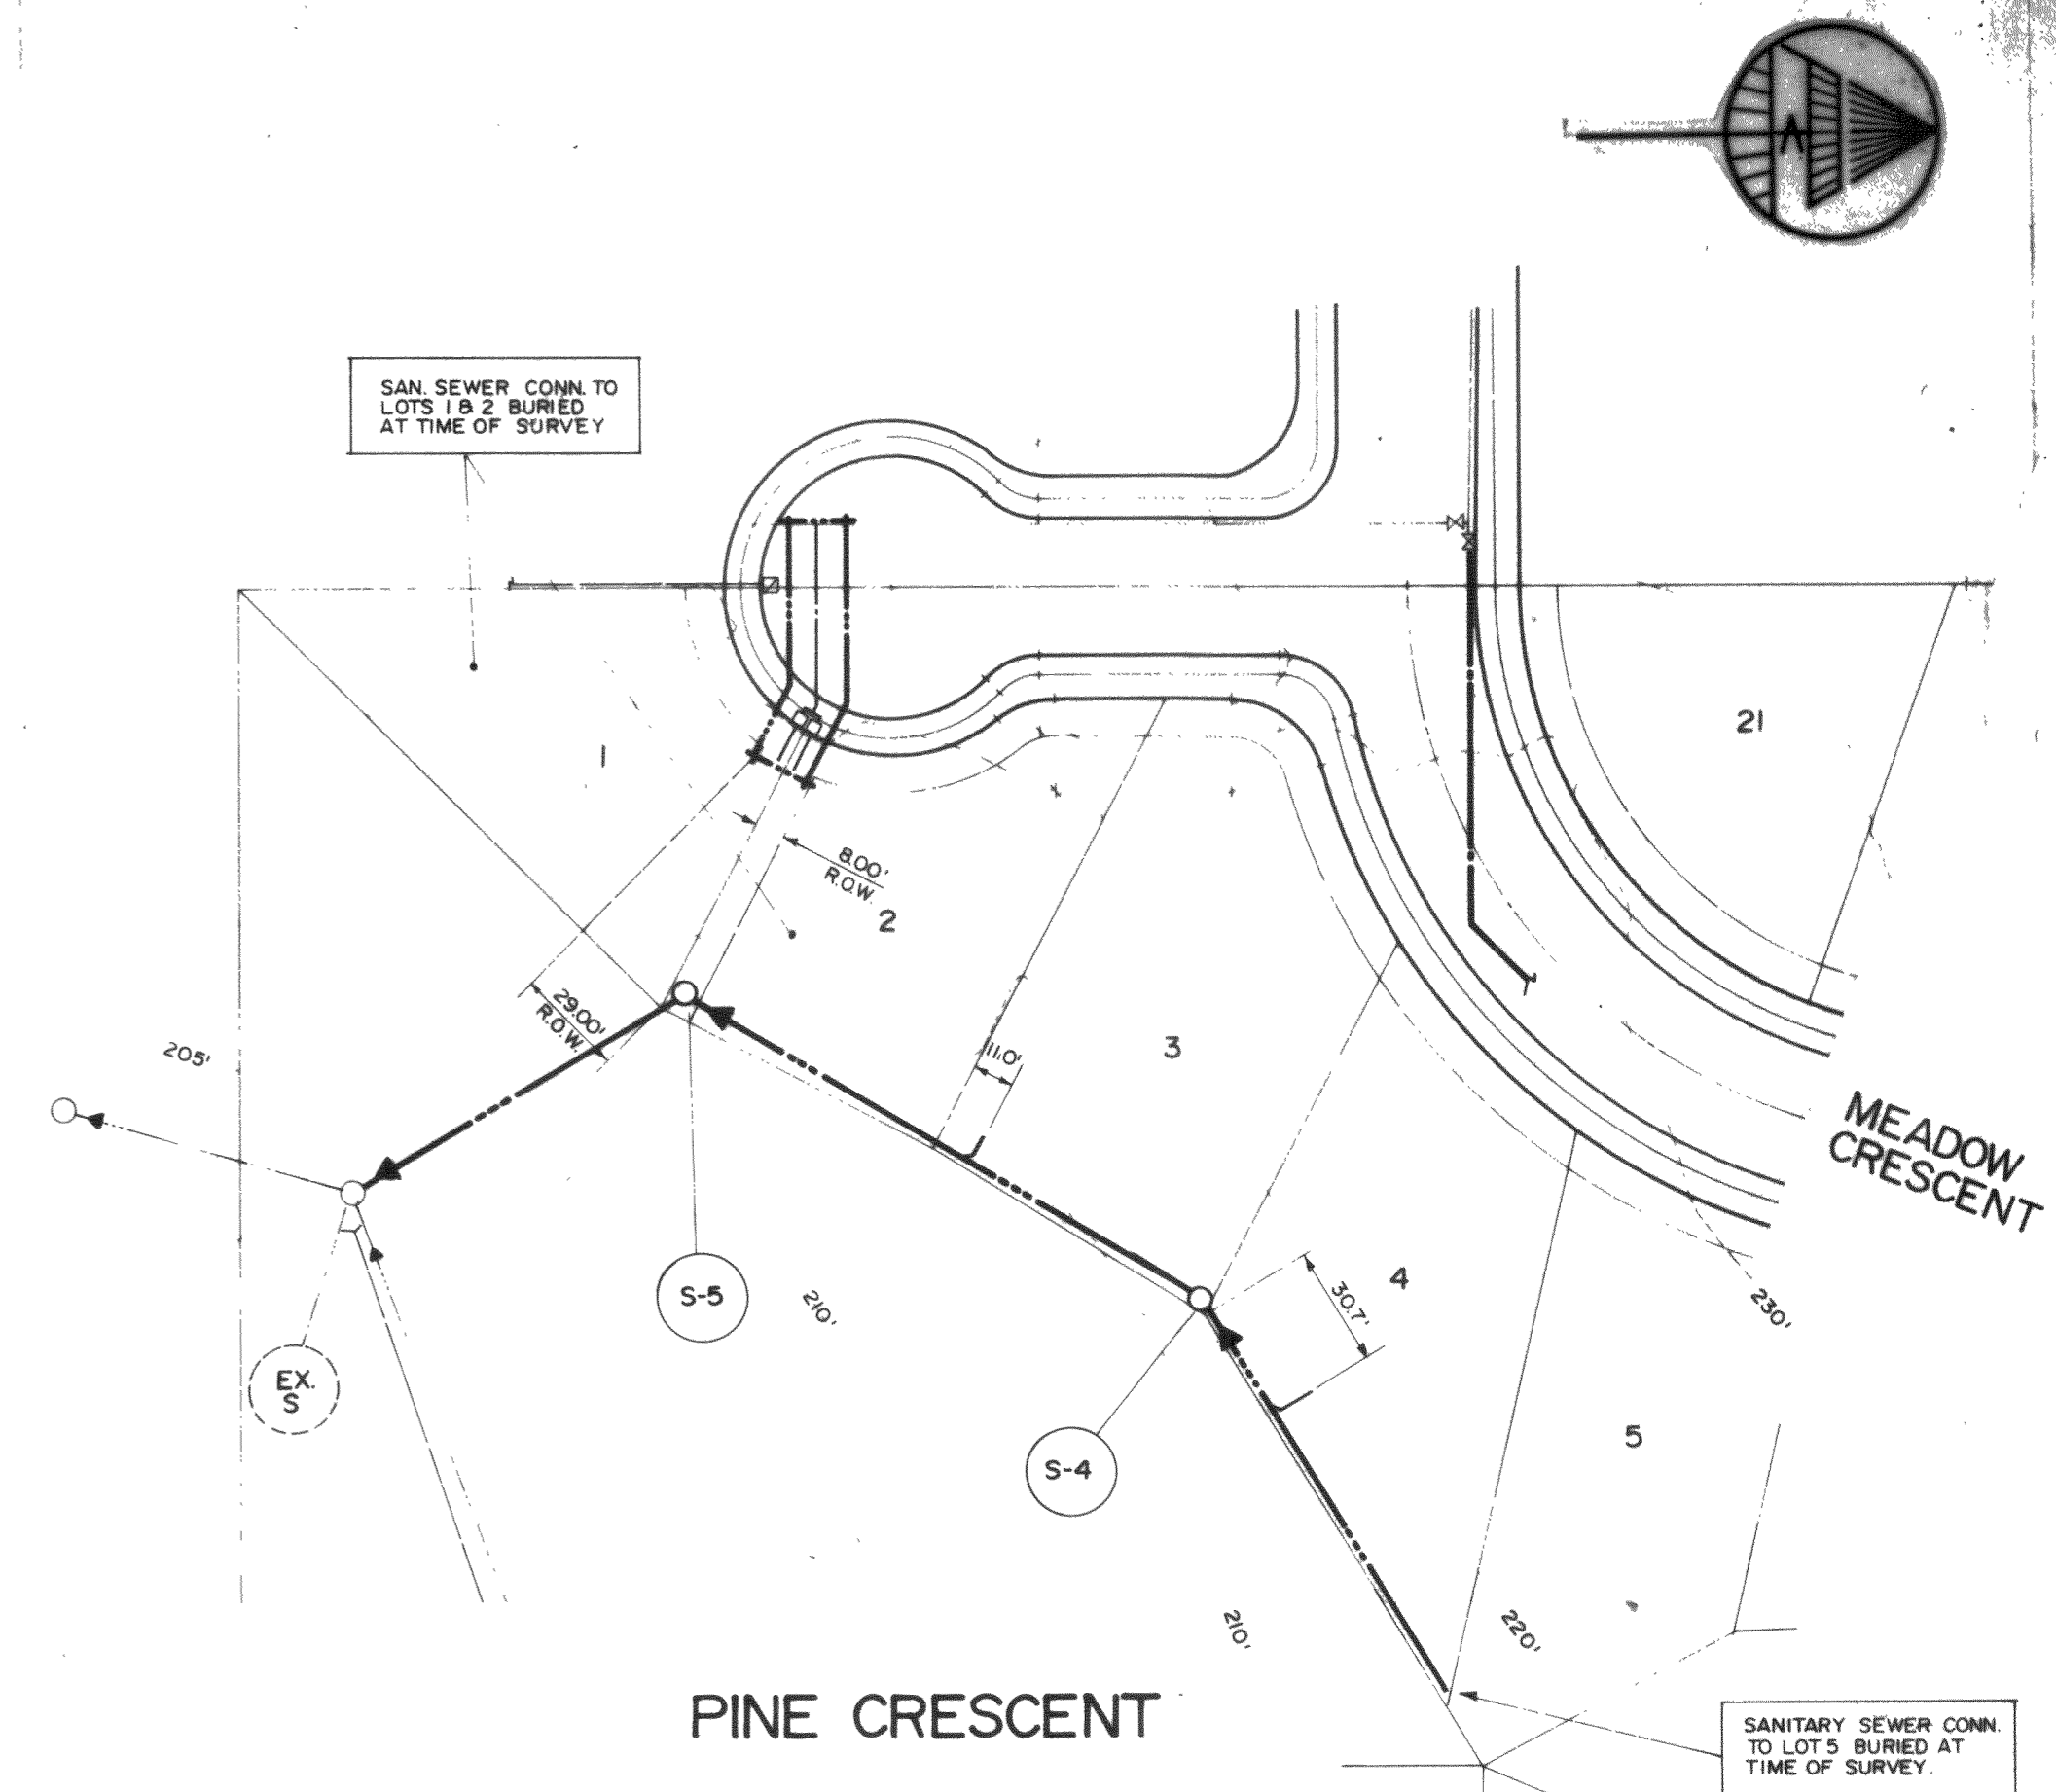 SAN. SEWER CONN. TO
LOTS 1 & 2 BURIED
AT TIME OF SURVEY
21
1
8.00'
R.O.W.
2
29.00'
R.O.W.
3
11.0'
205'
MEADOW
CRESCENT
S-5
210'
4
30.7'
230'
EX.
S
5
S-4
210'
220'
PINE CRESCENT
SANITARY SEWER CONN.
TO LOT 5 BURIED AT
TIME OF SURVEY.